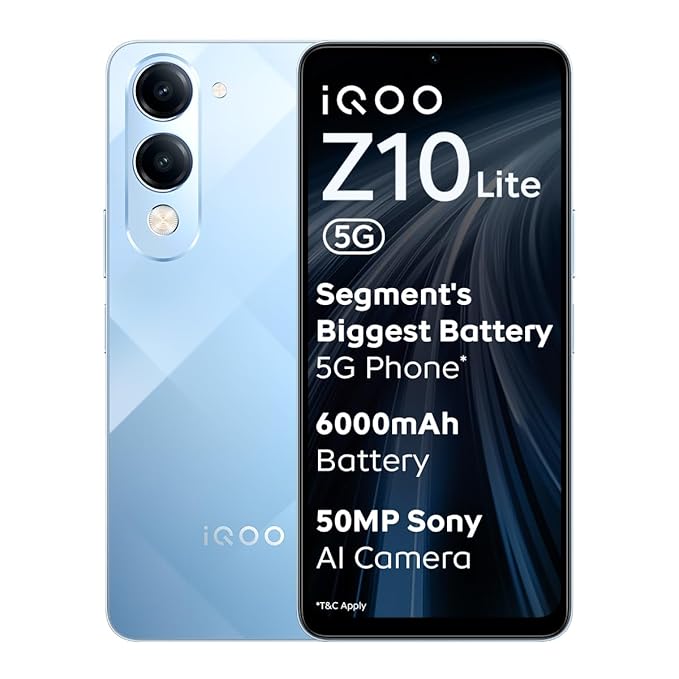 iQOO
Z10 Lite
5G
Segment's
Biggest Battery
5G Phone*
6000mAh
Battery
50MP Sony
AI Camera
*T&C Apply
iQOO